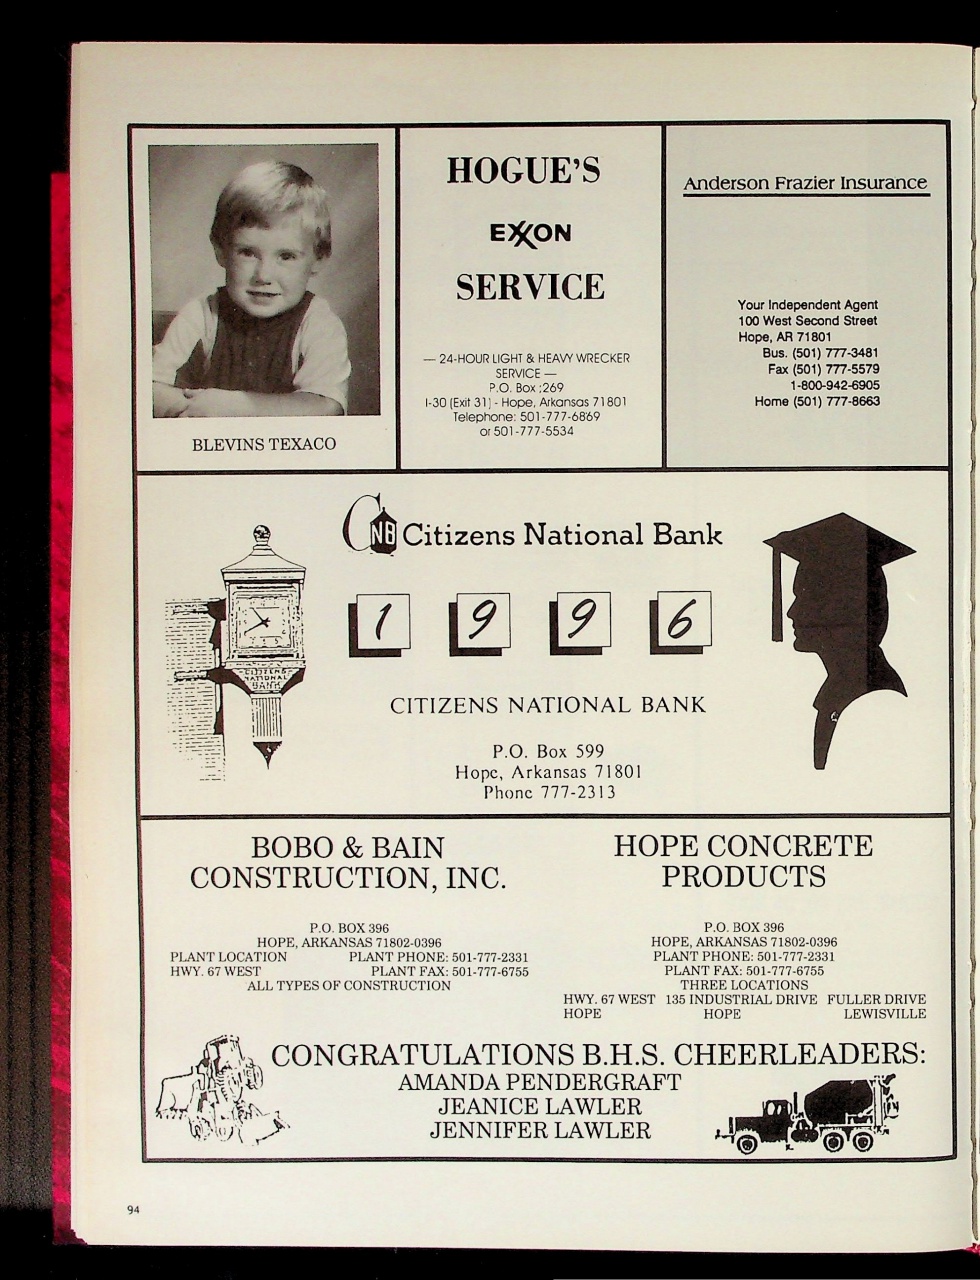 BLEVINS TEXACO
HOGUE'S
EXXON
SERVICE
— 24-HOUR LIGHT & HEAVY WRECKER
SERVICE —
P.O. Box :269
I-30 (Exit 31) - Hope, Arkansas 71801
Telephone: 501-777-6869
or 501-777-5534
Anderson Frazier Insurance
Your Independent Agent
100 West Second Street
Hope, AR 71801
Bus. (501) 777-3481
Fax (501) 777-5579
1-800-942-6905
Home (501) 777-8663
CNB Citizens National Bank
1 9 9 6
CITIZENS
NATIONAL
BANK
CITIZENS NATIONAL BANK
P.O. Box 599
Hope, Arkansas 71801
Phone 777-2313
BOBO & BAIN
CONSTRUCTION, INC.
P.O. BOX 396
HOPE, ARKANSAS 71802-0396
PLANT LOCATION PLANT PHONE: 501-777-2331
HWY. 67 WEST PLANT FAX: 501-777-6755
ALL TYPES OF CONSTRUCTION
HOPE CONCRETE
PRODUCTS
P.O. BOX 396
HOPE, ARKANSAS 71802-0396
PLANT PHONE: 501-777-2331
PLANT FAX: 501-777-6755
THREE LOCATIONS
HWY. 67 WEST 135 INDUSTRIAL DRIVE FULLER DRIVE
HOPE HOPE LEWISVILLE
CONGRATULATIONS B.H.S. CHEERLEADERS:
AMANDA PENDERGRAFT
JEANICE LAWLER
JENNIFER LAWLER
94